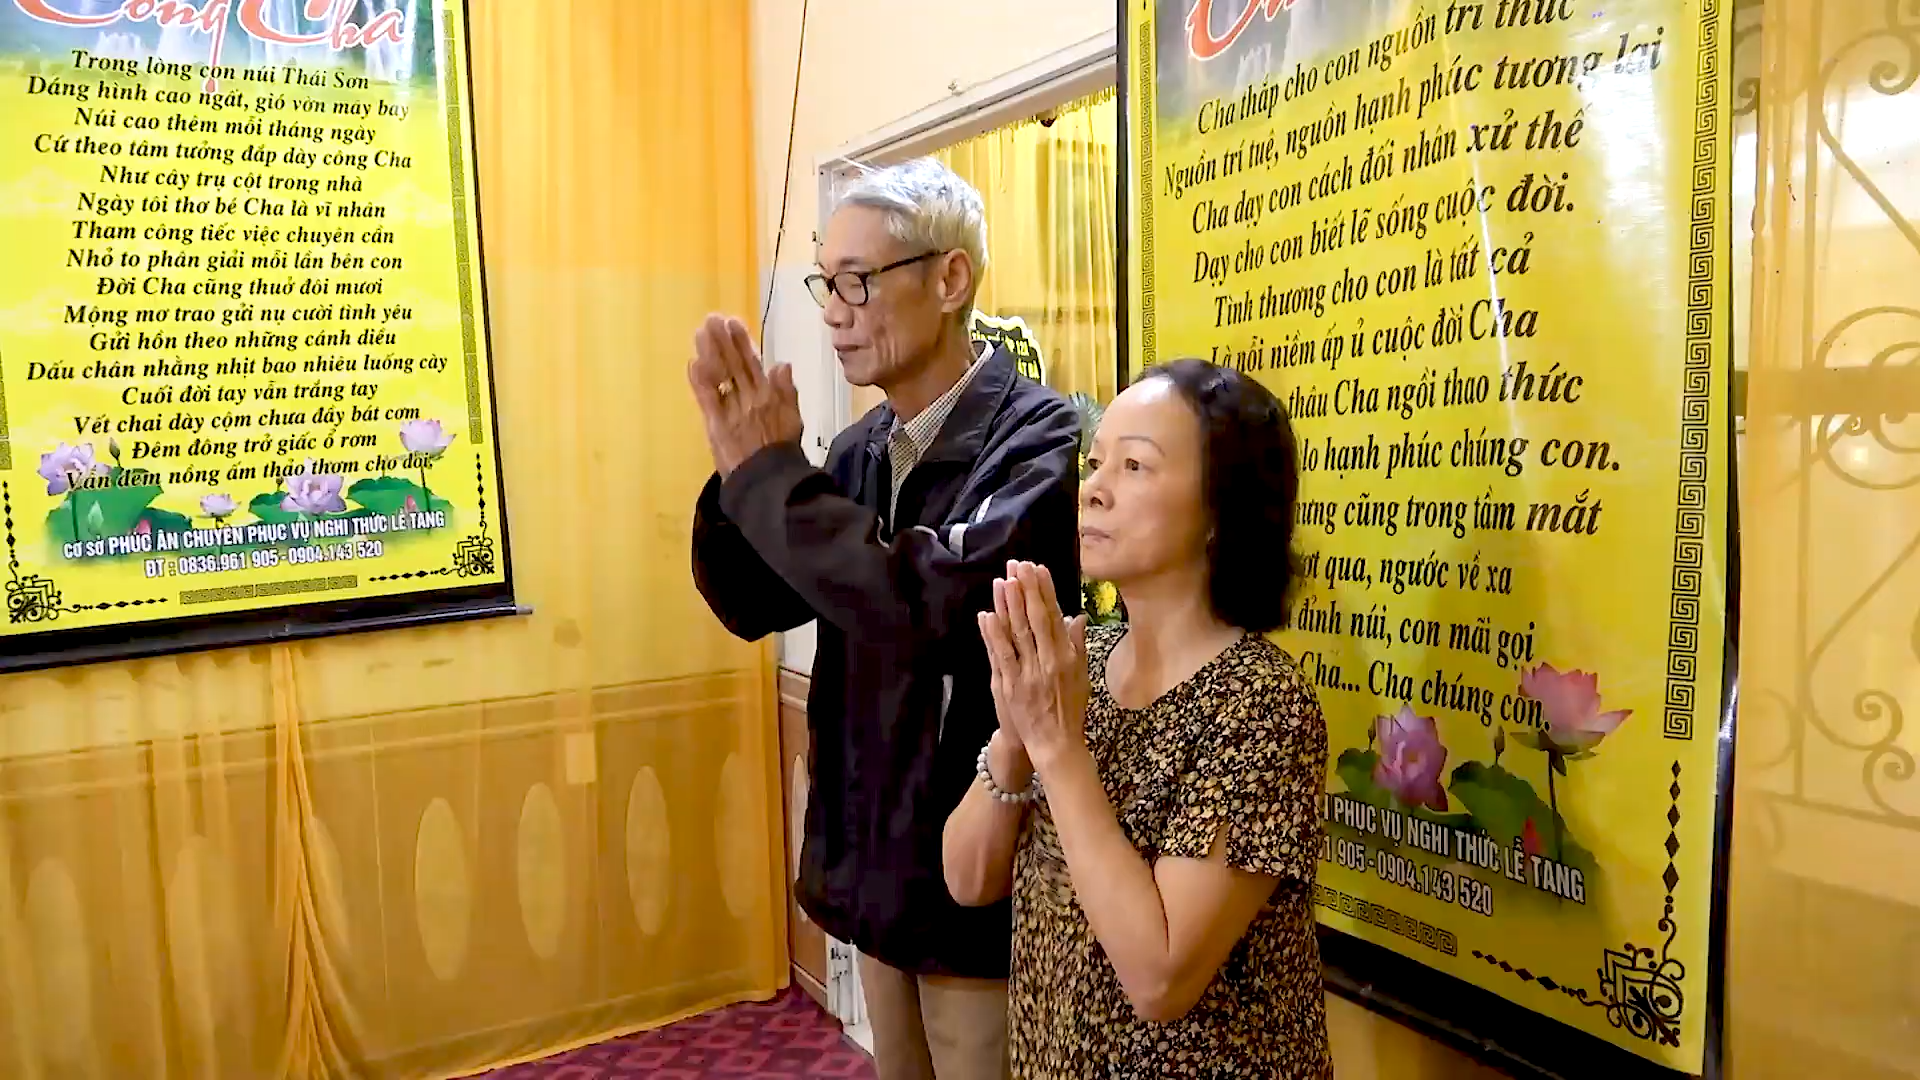 Công Cha
Trong lòng con núi Thái Sơn
Dáng hình cao ngất, gió vờn mây bay
Núi cao thêm mỗi tháng ngày
Cứ theo tâm tưởng đắp dày công Cha
Như cây trụ cột trong nhà
Ngày tôi thơ bé Cha là vĩ nhân
Tham công tiếc việc chuyên cần
Nhỏ to phân giải mỗi lần bên con
Đời Cha cũng thuở đôi mươi
Mộng mơ trao gửi nụ cười tình yêu
Gửi hồn theo những cánh diều
Dấu chân nhằng nhịt bao nhiêu luống cày
Cuối đời tay vẫn trắng tay
Vết chai dày cộm chưa đầy bát cơm
Đêm đông trở giấc ổ rơm
Vẫn đem nồng ấm thảo thơm cho đời.
CƠ SỞ PHÚC ÂN CHUYÊN PHỤC VỤ NGHI THỨC LỄ TANG
ĐT : 0836.961 905 - 0904.143 520
Cha thắp cho con nguồn tri thức
Nguồn trí tuệ, nguồn hạnh phúc tương lai
Cha dạy con cách đối nhân xử thế
Dạy cho con biết lẽ sống cuộc đời.
Tình thương cho con là tất cả
Là nỗi niềm ấp ủ cuộc đời Cha
thâu Cha ngồi thao thức
lo hạnh phúc chúng con.
cũng trong tầm mắt
qua, ngước về xa
đỉnh núi, con mãi gọi
Cha... Cha chúng con.
PHỤC VỤ NGHI THỨC LỄ TANG
1 905 - 0904.143 520